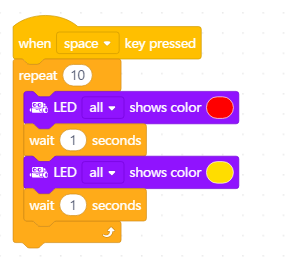 when space key pressed
repeat 10
LED all shows color
wait 1 seconds
LED all shows color
wait 1 seconds